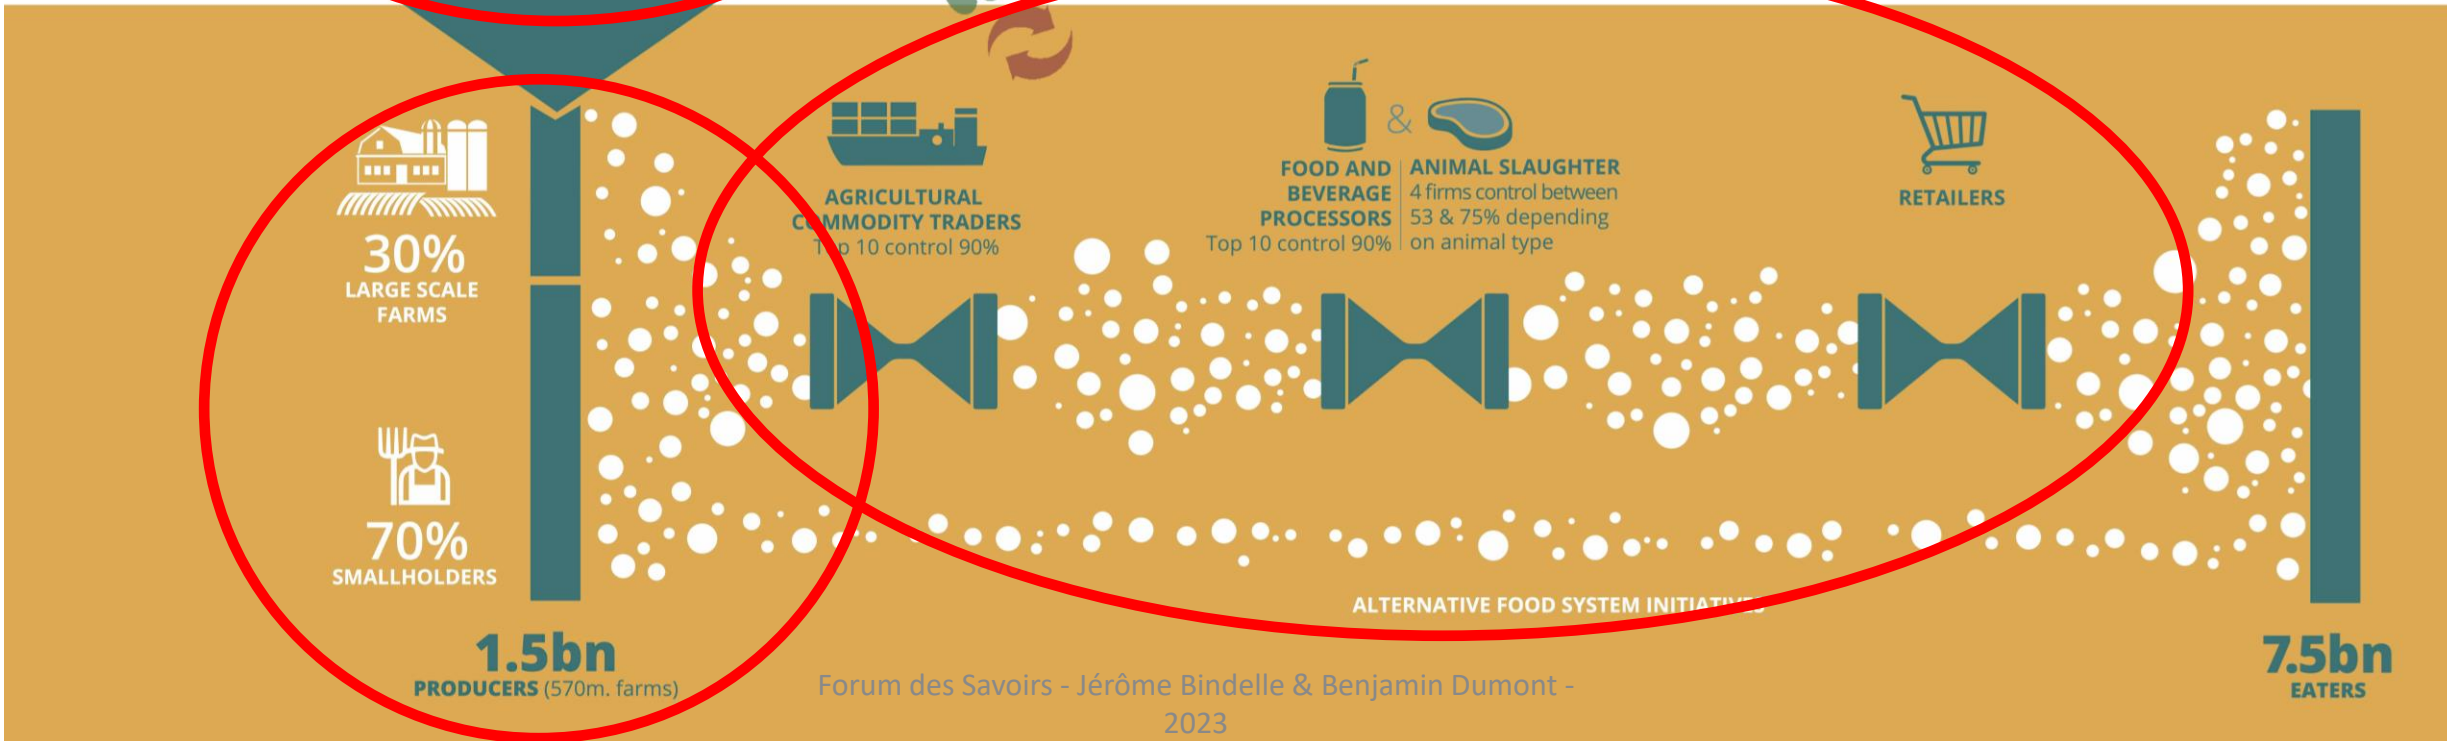 30%
LARGE SCALE
FARMS
70%
SMALLHOLDERS
1.5bn
PRODUCERS (570m. farms)
AGRICULTURAL
COMMODITY TRADERS
Top 10 control 90%
&
FOOD AND
BEVERAGE
PROCESSORS
Top 10 control 90%
ANIMAL SLAUGHTER
4 firms control between
53 & 75% depending
on animal type
RETAILERS
ALTERNATIVE FOOD SYSTEM INITIATIVES
7.5bn
EATERS
Forum des Savoirs - Jérôme Bindelle & Benjamin Dumont -
2023